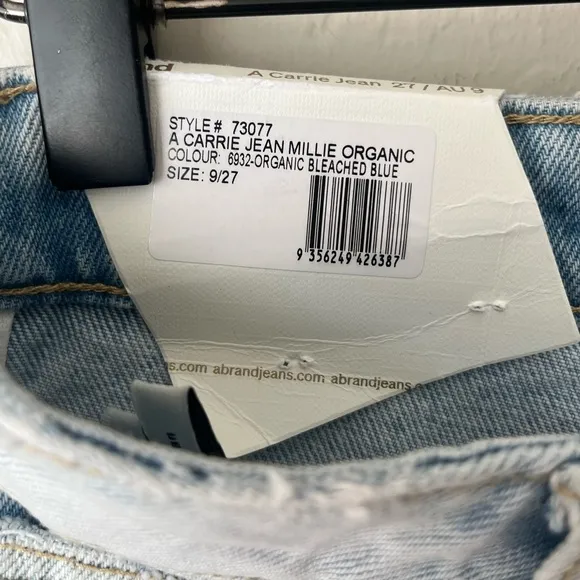 nd
A Carrie Jean 27 / AU 9
STYLE# 73077
A CARRIE JEAN MILLIE ORGANIC
COLOUR: 6932-ORGANIC BLEACHED BLUE
SIZE: 9/27
9 356249 426387
s.com abrandjeans.com abrandjeans.com